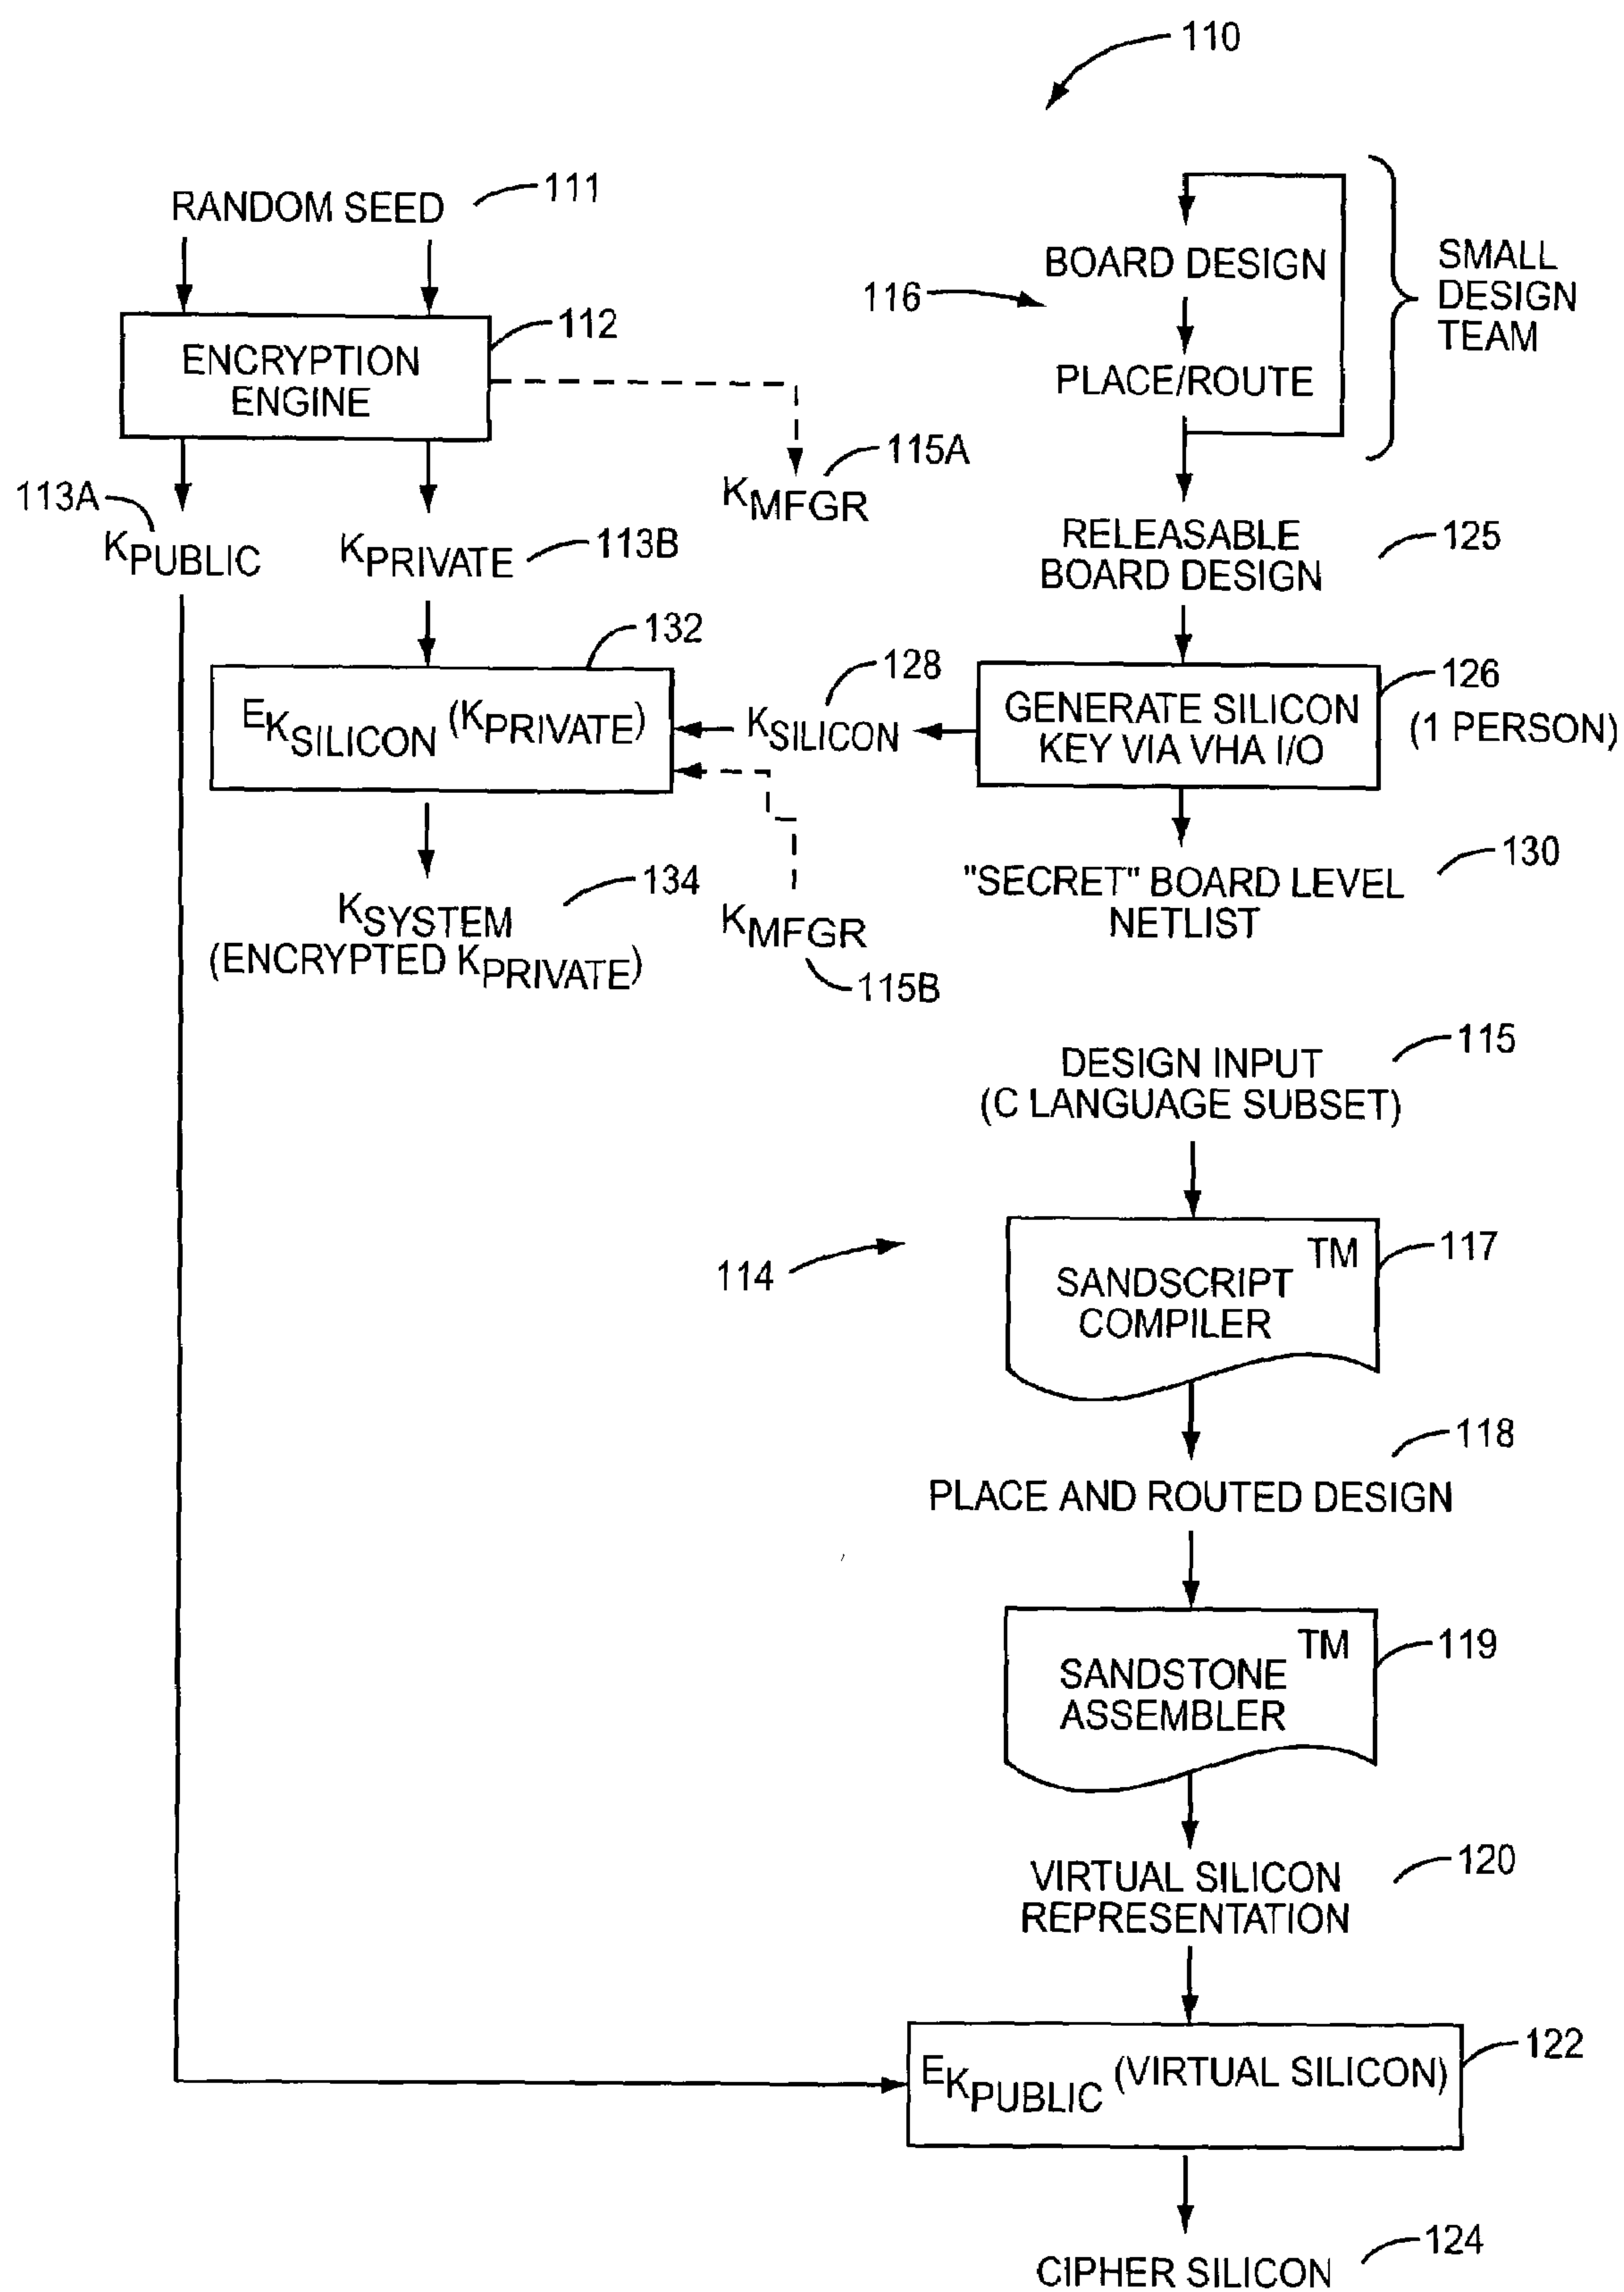 110
RANDOM SEED
111
ENCRYPTION
ENGINE
112
113A
KPUBLIC
KPRIVATE
113B
KMFGR
115A
BOARD DESIGN
116
PLACE/ROUTE
SMALL
DESIGN
TEAM
RELEASABLE
BOARD DESIGN
125
132
EKSILICON (KPRIVATE)
KSILICON
128
GENERATE SILICON
KEY VIA VHA I/O
126
(1 PERSON)
KSYSTEM
(ENCRYPTED KPRIVATE)
134
KMFGR
115B
"SECRET" BOARD LEVEL
NETLIST
130
DESIGN INPUT
(C LANGUAGE SUBSET)
115
114
SANDSCRIPT TM
COMPILER
117
PLACE AND ROUTED DESIGN
118
SANDSTONE TM
ASSEMBLER
119
VIRTUAL SILICON
REPRESENTATION
120
EKPUBLIC (VIRTUAL SILICON)
122
CIPHER SILICON
124